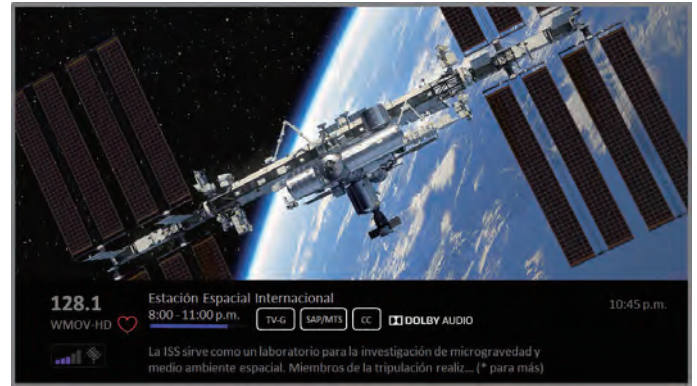 128.1
WMOV-HD
Estación Espacial Internacional
8:00 - 11:00 p.m.
TV-G
SAP/MTS
CC
DOLBY AUDIO
10:45 p.m.
La ISS sirve como un laboratorio para la investigación de microgravedad y
medio ambiente espacial. Miembros de la tripulación realiz... (* para más)